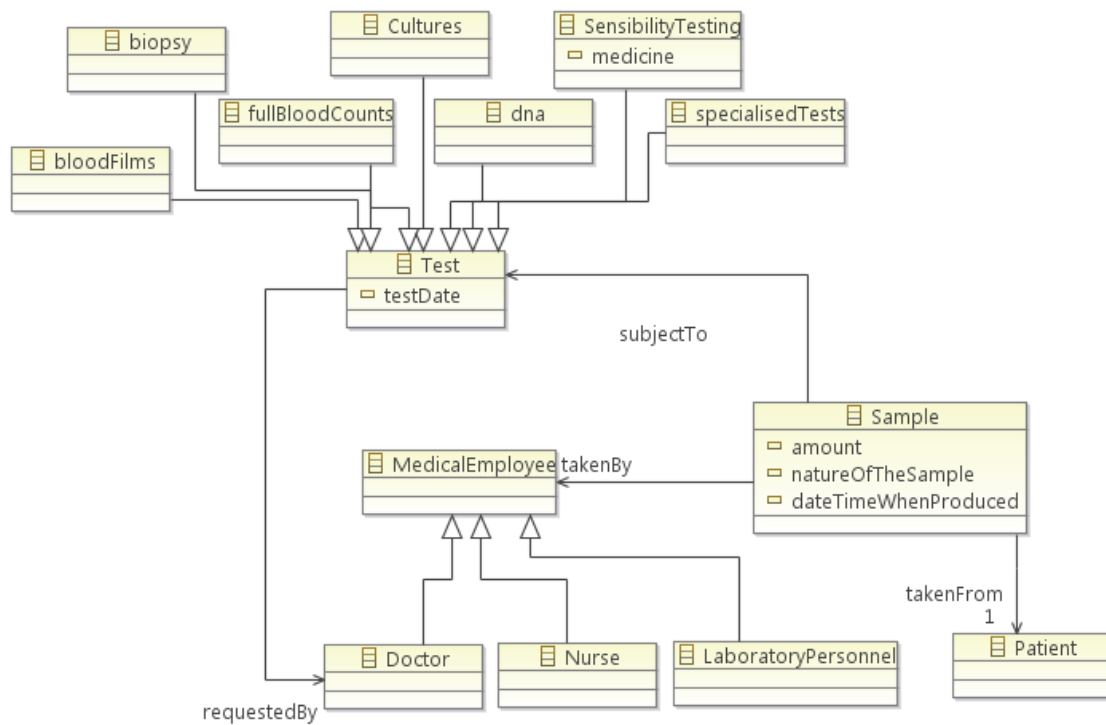 Cultures
SensibilityTesting
medicine
biopsy
fullBloodCounts
dna
specialisedTests
bloodFilms
Test
testDate
subjectTo
Sample
amount
natureOfTheSample
dateTimeWhenProduced
MedicalEmployee
takenBy
takenFrom
1
Doctor
Nurse
LaboratoryPersonnel
Patient
requestedBy